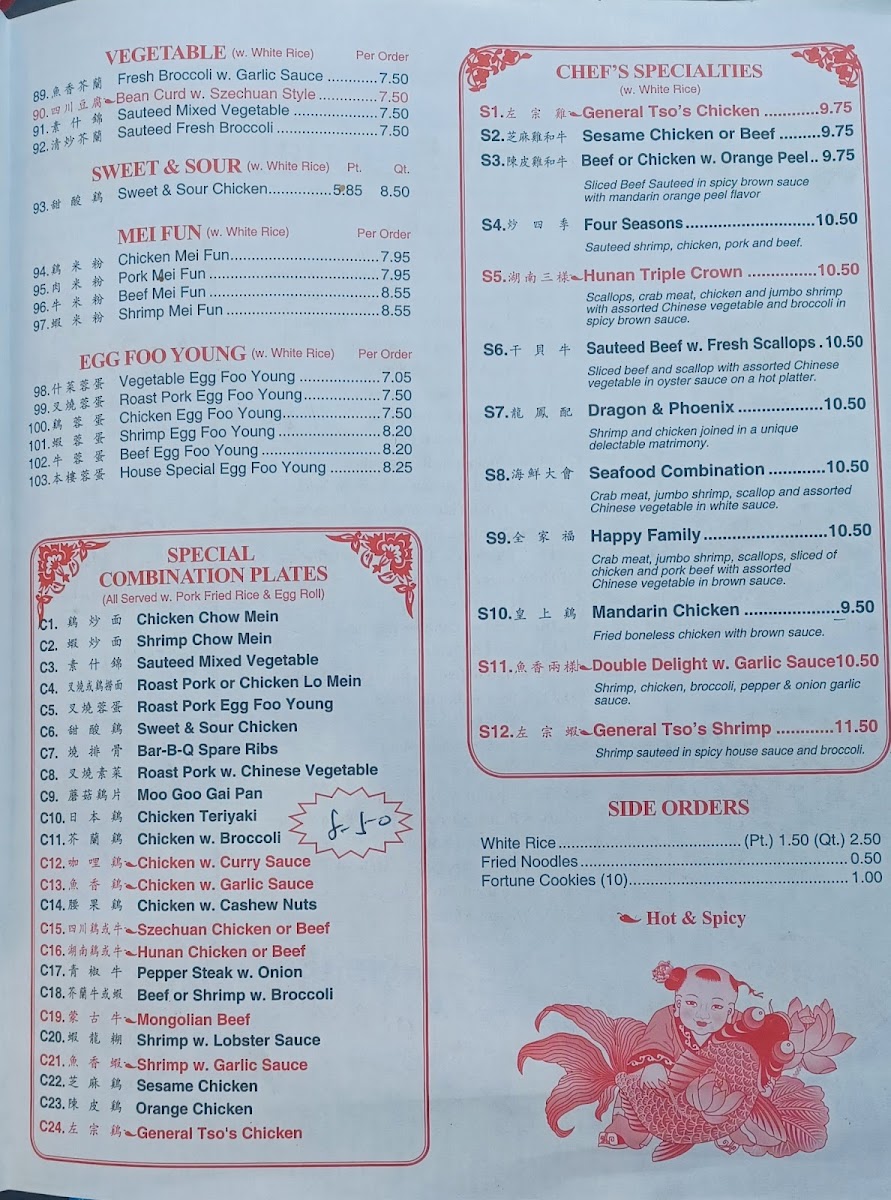 VEGETABLE (w. White Rice) Per Order
89. 魚香芥蘭 Fresh Broccoli w. Garlic Sauce ............7.50
90. 四川豆腐 Bean Curd w. Szechuan Style ..............7.50
91. 素什錦 Sauteed Mixed Vegetable ....................7.50
92. 清炒芥蘭 Sauteed Fresh Broccoli ........................7.50
SWEET & SOUR (w. White Rice) Pt. Qt.
93. 甜酸鷄 Sweet & Sour Chicken..............5.85 8.50
MEI FUN (w. White Rice) Per Order
94. 鷄米粉 Chicken Mei Fun...................................7.95
95. 肉米粉 Pork Mei Fun ........................................7.95
96. 牛米粉 Beef Mei Fun ........................................8.55
97. 蝦米粉 Shrimp Mei Fun ....................................8.55
EGG FOO YOUNG (w. White Rice) Per Order
98. 什菜蓉蛋 Vegetable Egg Foo Young ...................7.05
99. 叉燒蓉蛋 Roast Pork Egg Foo Young...................7.50
100. 鷄蓉蛋 Chicken Egg Foo Young.......................7.50
101. 蝦蓉蛋 Shrimp Egg Foo Young ........................8.20
102. 牛蓉蛋 Beef Egg Foo Young ............................8.20
103. 本樓蓉蛋 House Special Egg Foo Young ...........8.25
SPECIAL
COMBINATION PLATES
(All Served w. Pork Fried Rice & Egg Roll)
C1. 鷄炒面 Chicken Chow Mein
C2. 蝦炒面 Shrimp Chow Mein
C3. 素什錦 Sauteed Mixed Vegetable
C4. 叉燒或鷄撈面 Roast Pork or Chicken Lo Mein
C5. 叉燒蓉蛋 Roast Pork Egg Foo Young
C6. 甜酸鷄 Sweet & Sour Chicken
C7. 燒排骨 Bar-B-Q Spare Ribs
C8. 叉燒素菜 Roast Pork w. Chinese Vegetable
C9. 蘑菇鷄片 Moo Goo Gai Pan
C10. 日本鷄 Chicken Teriyaki
8-50
C11. 芥蘭鷄 Chicken w. Broccoli
C12. 咖哩鷄 Chicken w. Curry Sauce
C13. 魚香鷄 Chicken w. Garlic Sauce
C14. 腰果鷄 Chicken w. Cashew Nuts
C15. 四川鷄或牛 Szechuan Chicken or Beef
C16. 湖南鷄或牛 Hunan Chicken or Beef
C17. 青椒牛 Pepper Steak w. Onion
C18. 芥蘭牛或蝦 Beef or Shrimp w. Broccoli
C19. 蒙古牛 Mongolian Beef
C20. 蝦龍糊 Shrimp w. Lobster Sauce
C21. 魚香蝦 Shrimp w. Garlic Sauce
C22. 芝麻鷄 Sesame Chicken
C23. 陳皮鷄 Orange Chicken
C24. 左宗鷄 General Tso's Chicken
CHEF'S SPECIALTIES
(w. White Rice)
S1. 左宗雞 General Tso's Chicken ............9.75
S2. 芝麻雞和牛 Sesame Chicken or Beef .........9.75
S3. 陳皮雞和牛 Beef or Chicken w. Orange Peel.. 9.75
Sliced Beef Sauteed in spicy brown sauce
with mandarin orange peel flavor
S4. 炒四季 Four Seasons........................10.50
Sauteed shrimp, chicken, pork and beef.
S5. 湖南三樣 Hunan Triple Crown ...............10.50
Scallops, crab meat, chicken and jumbo shrimp
with assorted Chinese vegetable and broccoli in
spicy brown sauce.
S6. 干貝牛 Sauteed Beef w. Fresh Scallops . 10.50
Sliced beef and scallop with assorted Chinese
vegetable in oyster sauce on a hot platter.
S7. 龍鳳配 Dragon & Phoenix ..................10.50
Shrimp and chicken joined in a unique
delectable matrimony.
S8. 海鮮大會 Seafood Combination ............10.50
Crab meat, jumbo shrimp, scallop and assorted
Chinese vegetable in white sauce.
S9. 全家福 Happy Family..........................10.50
Crab meat, jumbo shrimp, scallops, sliced of
chicken and pork beef with assorted
Chinese vegetable in brown sauce.
S10. 皇上鷄 Mandarin Chicken ....................9.50
Fried boneless chicken with brown sauce.
S11. 魚香兩樣 Double Delight w. Garlic Sauce10.50
Shrimp, chicken, broccoli, pepper & onion garlic
sauce.
S12. 左宗蝦 General Tso's Shrimp ............11.50
Shrimp sauteed in spicy house sauce and broccoli.
SIDE ORDERS
White Rice.......................................... (Pt.) 1.50 (Qt.) 2.50
Fried Noodles.............................................................. 0.50
Fortune Cookies (10)................................................... 1.00
Hot & Spicy